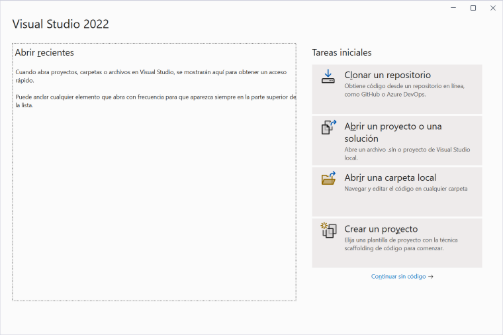 Visual Studio 2022
Abrir recientes
Cuando abra proyectos, carpetas o archivos en Visual Studio, se mostrarán aquí para obtener un acceso
rápido.
Puede anclar cualquier elemento que abra con frecuencia para que aparezca siempre en la parte superior de
la lista.
Tareas iniciales
Clonar un repositorio
Obtiene código desde un repositorio en línea,
como GitHub o Azure DevOps.
Abrir un proyecto o una
solución
Abre un archivo .sln o proyecto de Visual Studio
local.
Abrir una carpeta local
Navegar y editar el código en cualquier carpeta
Crear un proyecto
Elija una plantilla de proyecto con la técnica
scaffolding de código para comenzar.
Continuar sin código →